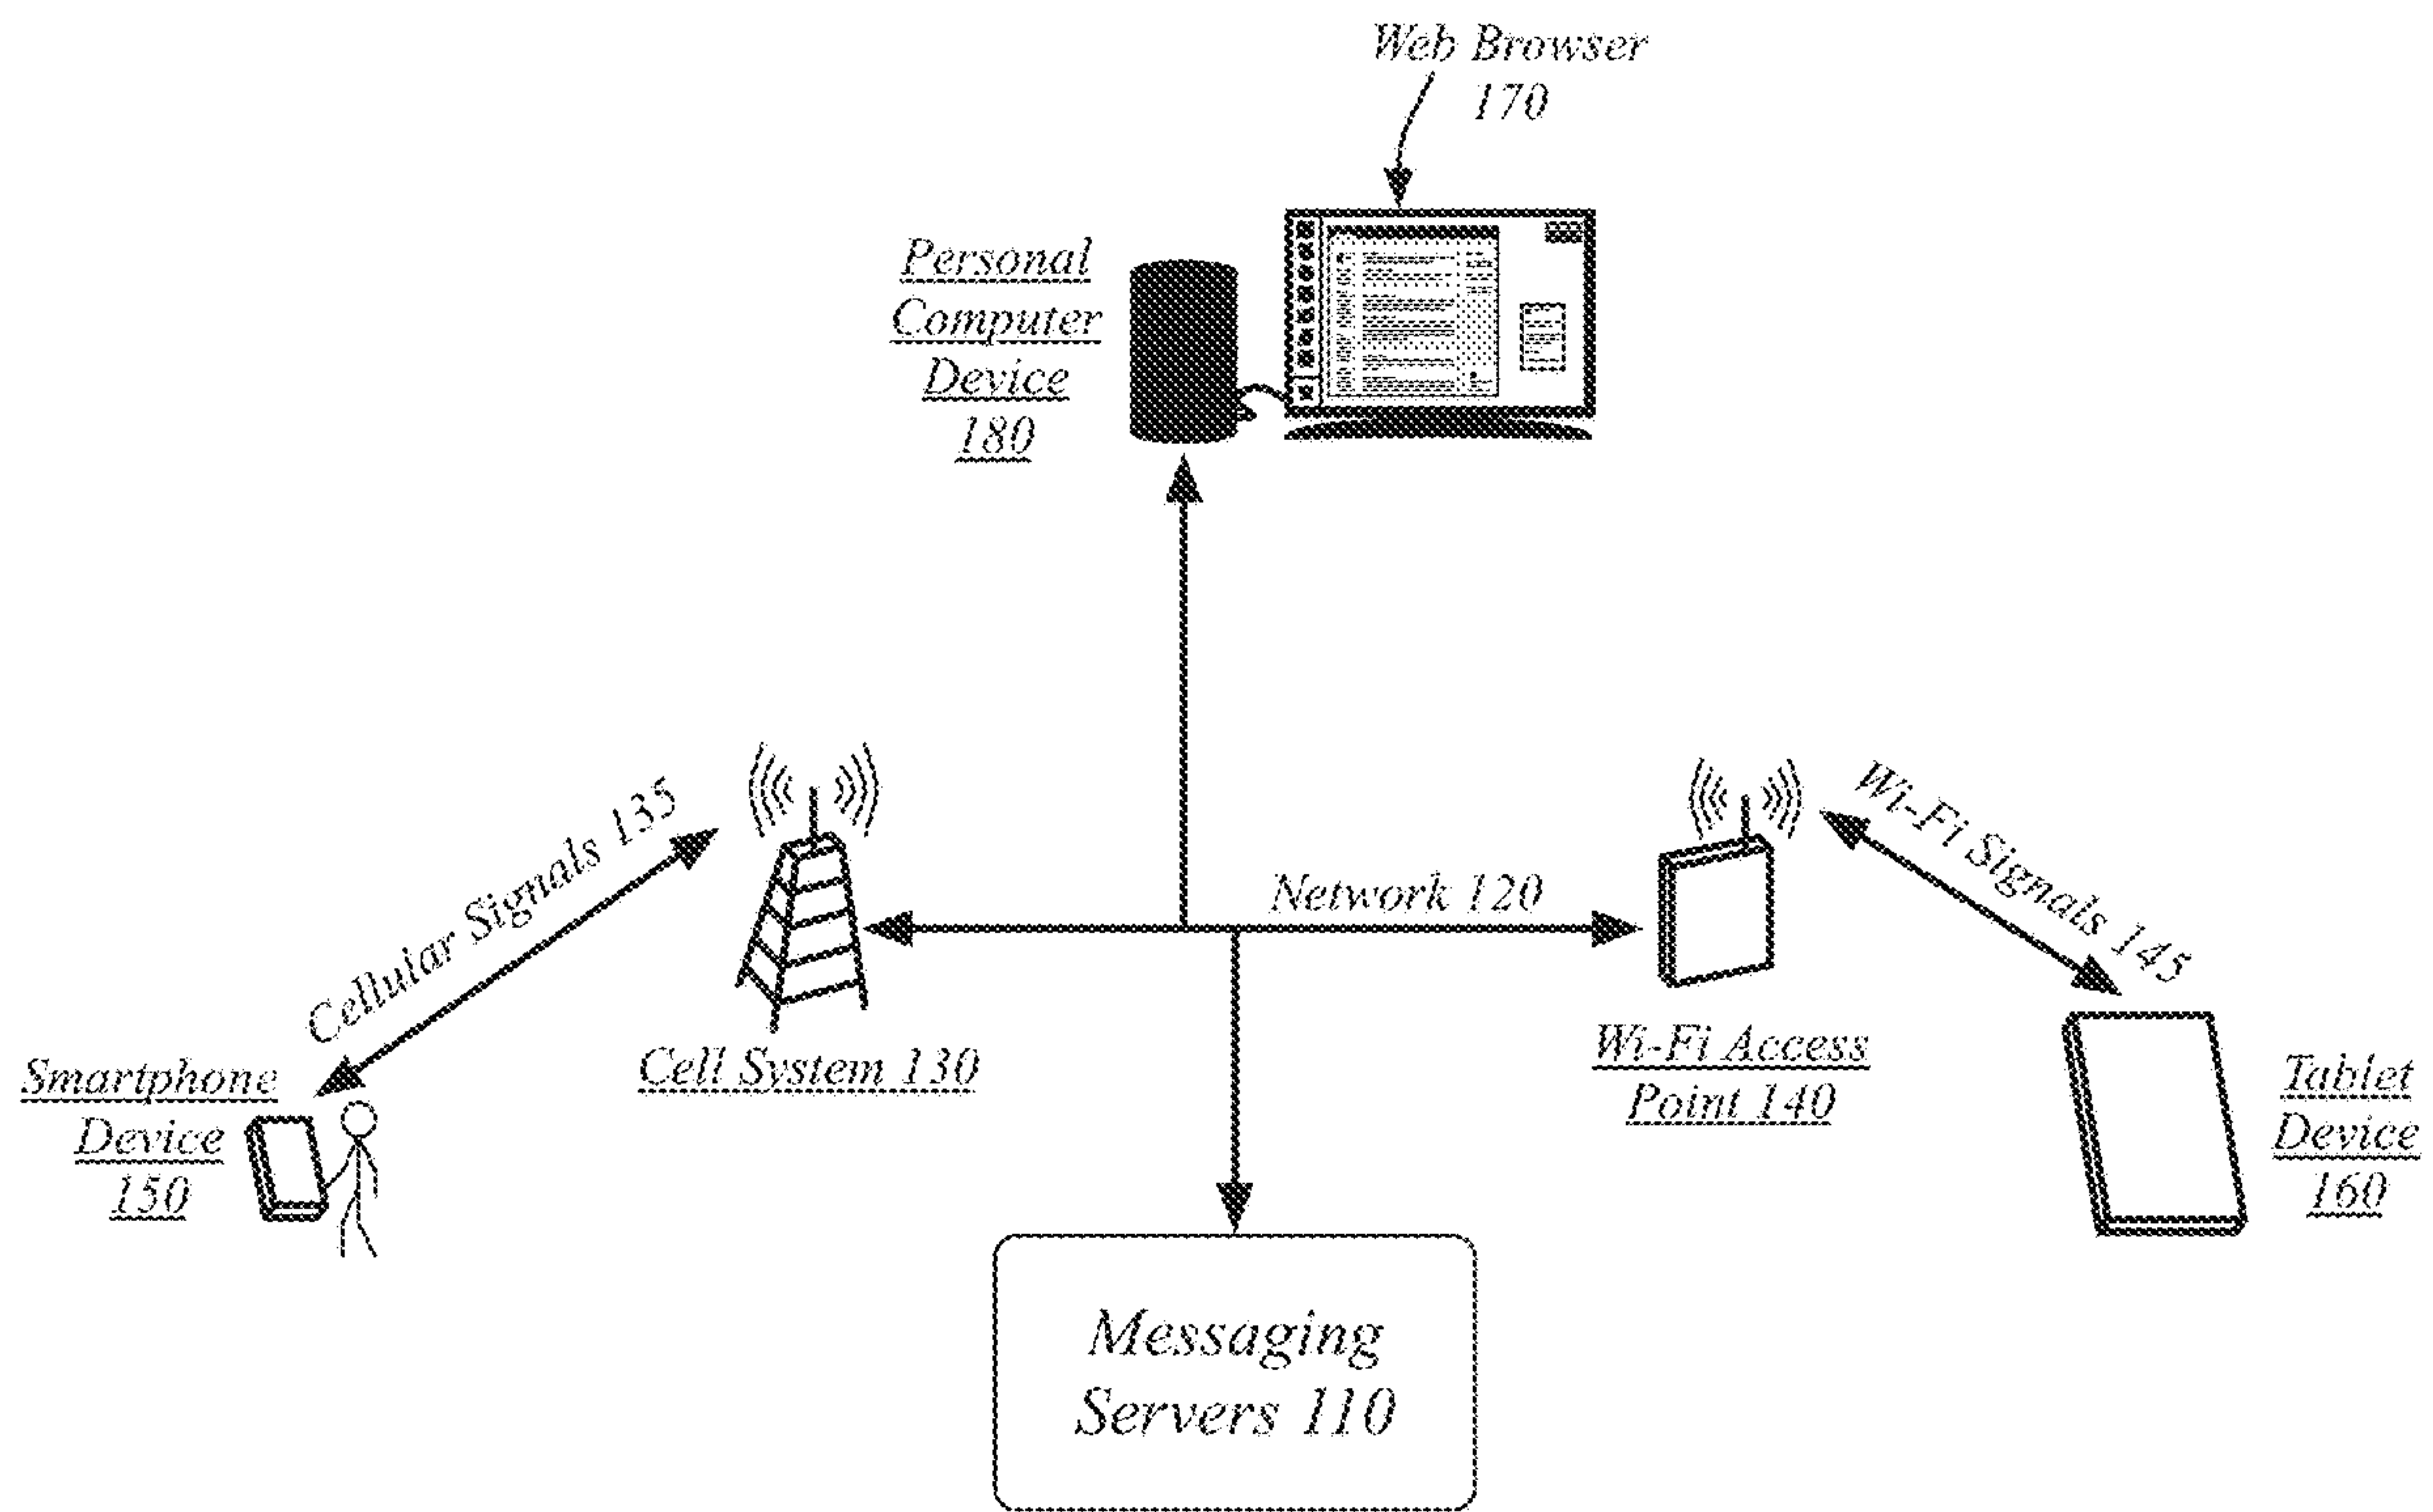 Web Browser
170
Personal
Computer
Device
180
Cellular Signals 135
Network 120
Wi-Fi Signals 145
Smartphone
Device
150
Cell System 130
Wi-Fi Access
Point 140
Tablet
Device
160
Messaging
Servers 110